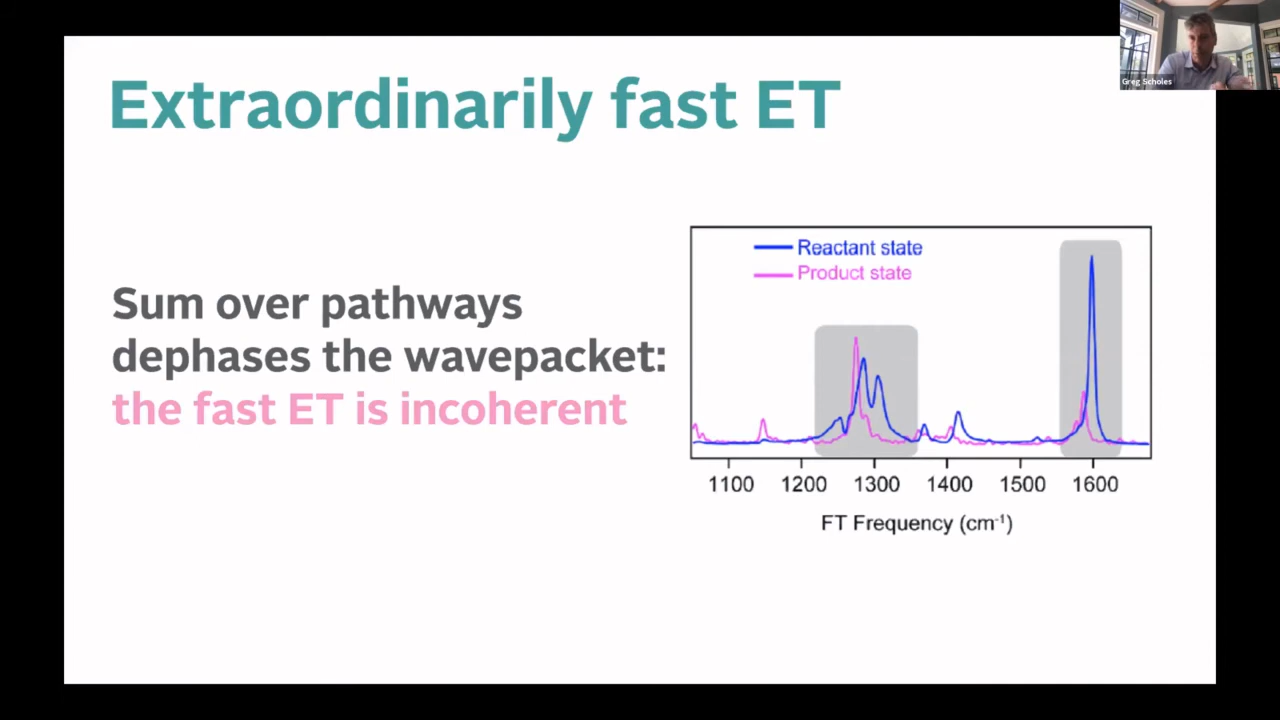 Extraordinarily fast ET
Greg Scholes
Sum over pathways
dephases the wavepacket:
the fast ET is incoherent
Reactant state
Product state
1100 1200 1300 1400 1500 1600
FT Frequency (cm⁻¹)